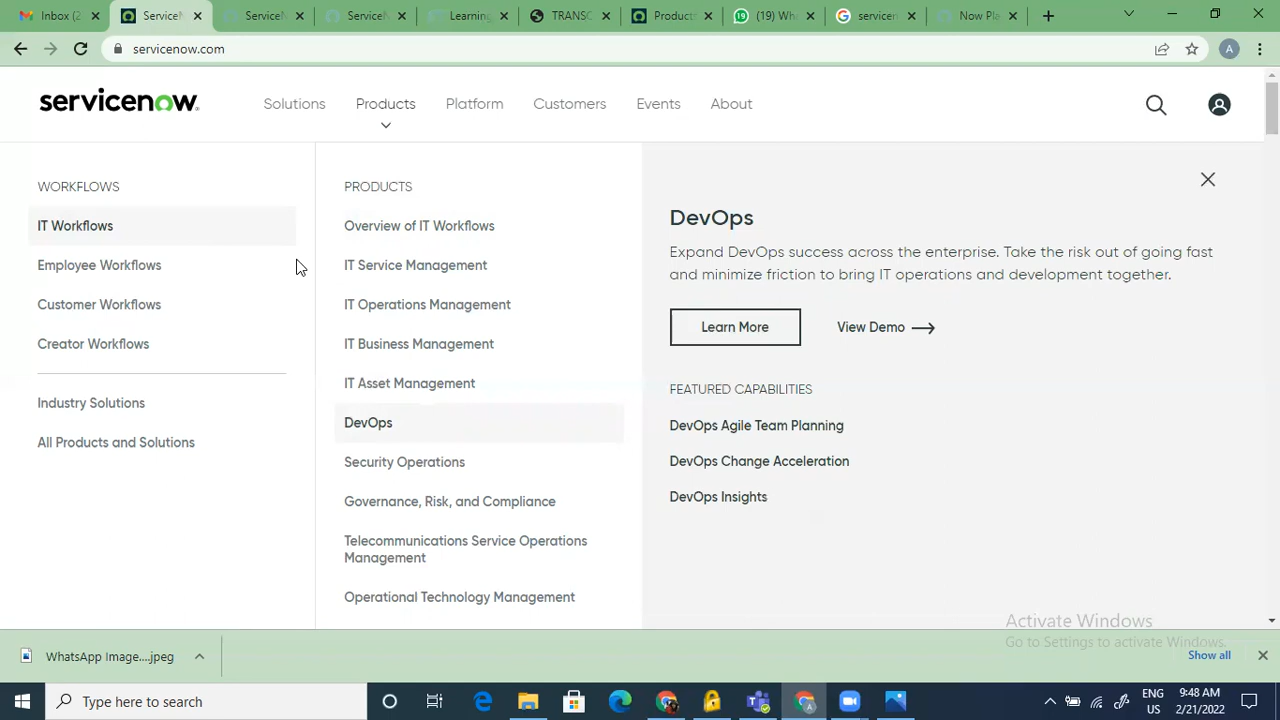 Inbox (2
ServiceN
ServiceN
ServiceN
Learning
TRANSC
Product
(19) Wh
servicen
Now Pla
servicenow.com
A
servicenow
Solutions
Products
Platform
Customers
Events
About
WORKFLOWS
IT Workflows
Employee Workflows
Customer Workflows
Creator Workflows
Industry Solutions
All Products and Solutions
PRODUCTS
Overview of IT Workflows
IT Service Management
IT Operations Management
IT Business Management
IT Asset Management
DevOps
Security Operations
Governance, Risk, and Compliance
Telecommunications Service Operations
Management
Operational Technology Management
DevOps
Expand DevOps success across the enterprise. Take the risk out of going fast
and minimize friction to bring IT operations and development together.
Learn More
View Demo
FEATURED CAPABILITIES
DevOps Agile Team Planning
DevOps Change Acceleration
DevOps Insights
Activate Windows
Go to Settings to activate Windows.
WhatsApp Image....jpeg
Show all
Type here to search
ENG
US
9:48 AM
2/21/2022